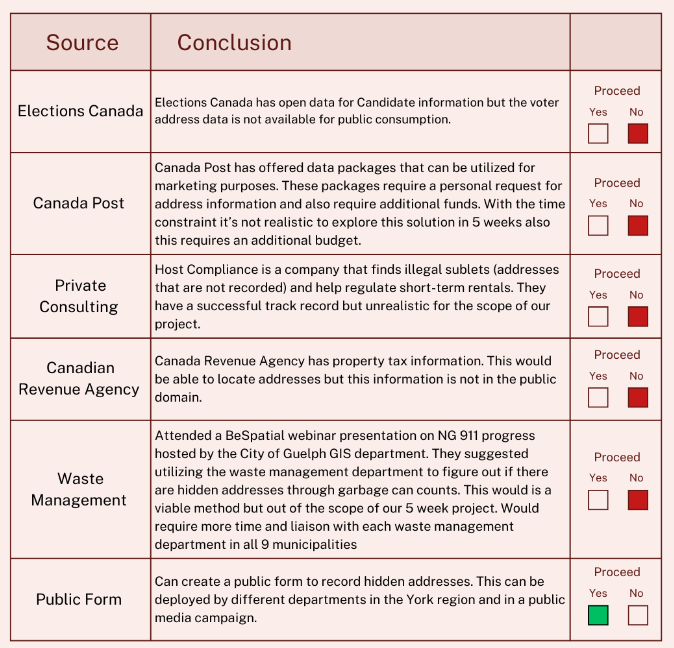 Source
Conclusion
Elections Canada
Elections Canada has open data for Candidate information but the voter
address data is not available for public consumption.
Proceed
Yes No
Canada Post
Canada Post has offered data packages that can be utilized for
marketing purposes. These packages require a personal request for
address information and also require additional funds. With the time
constraint it's not realistic to explore this solution in 5 weeks also
this requires an additional budget.
Proceed
Yes No
Private
Consulting
Host Compliance is a company that finds illegal sublets (addresses
that are not recorded) and help regulate short-term rentals. They
have a successful track record but unrealistic for the scope of our
project.
Proceed
Yes No
Canadian
Revenue Agency
Canada Revenue Agency has property tax information. This would
be able to locate addresses but this information is not in the public
domain.
Proceed
Yes No
Waste
Management
Attended a BeSpatial webinar presentation on NG 911 progress
hosted by the City of Guelph GIS department. They suggested
utilizing the waste management department to figure out if there
are hidden addresses through garbage can counts. This would is a
viable method but out of the scope of our 5 week project. Would
require more time and liaison with each waste management
department in all 9 municipalities
Proceed
Yes No
Public Form
Can create a public form to record hidden addresses. This can be
deployed by different departments in the York region and in a public
media campaign.
Proceed
Yes No